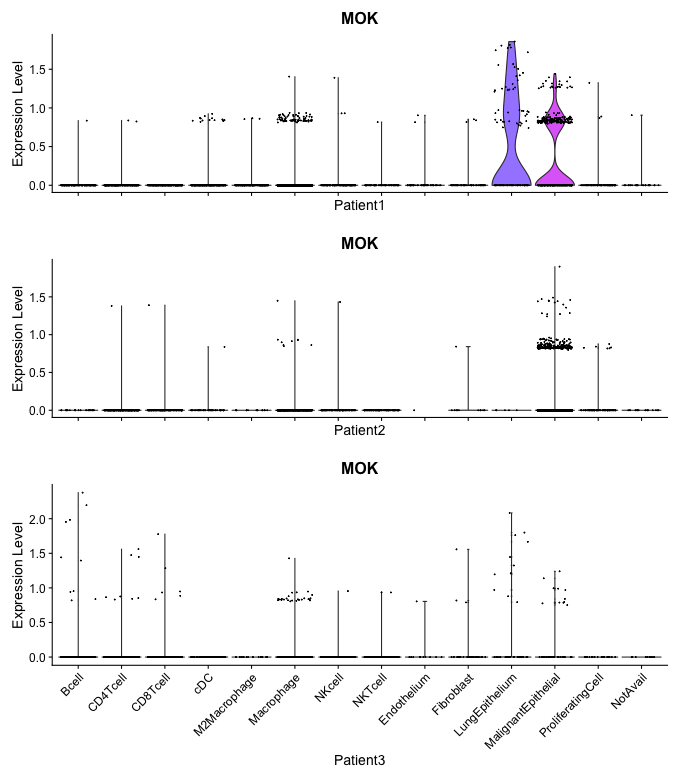 MOK
Expression Level
1.5
1.0
0.5
0.0
Patient1
MOK
Expression Level
1.5
1.0
0.5
0.0
Patient2
MOK
Expression Level
2.0
1.5
1.0
0.5
0.0
Bcell
CD4Tcell
CD8Tcell
cDC
M2Macrophage
Macrophage
NKcell
NKTcell
Endothelium
Fibroblast
LungEpithelium
MalignantEpithelial
ProliferatingCell
NotAvail
Patient3